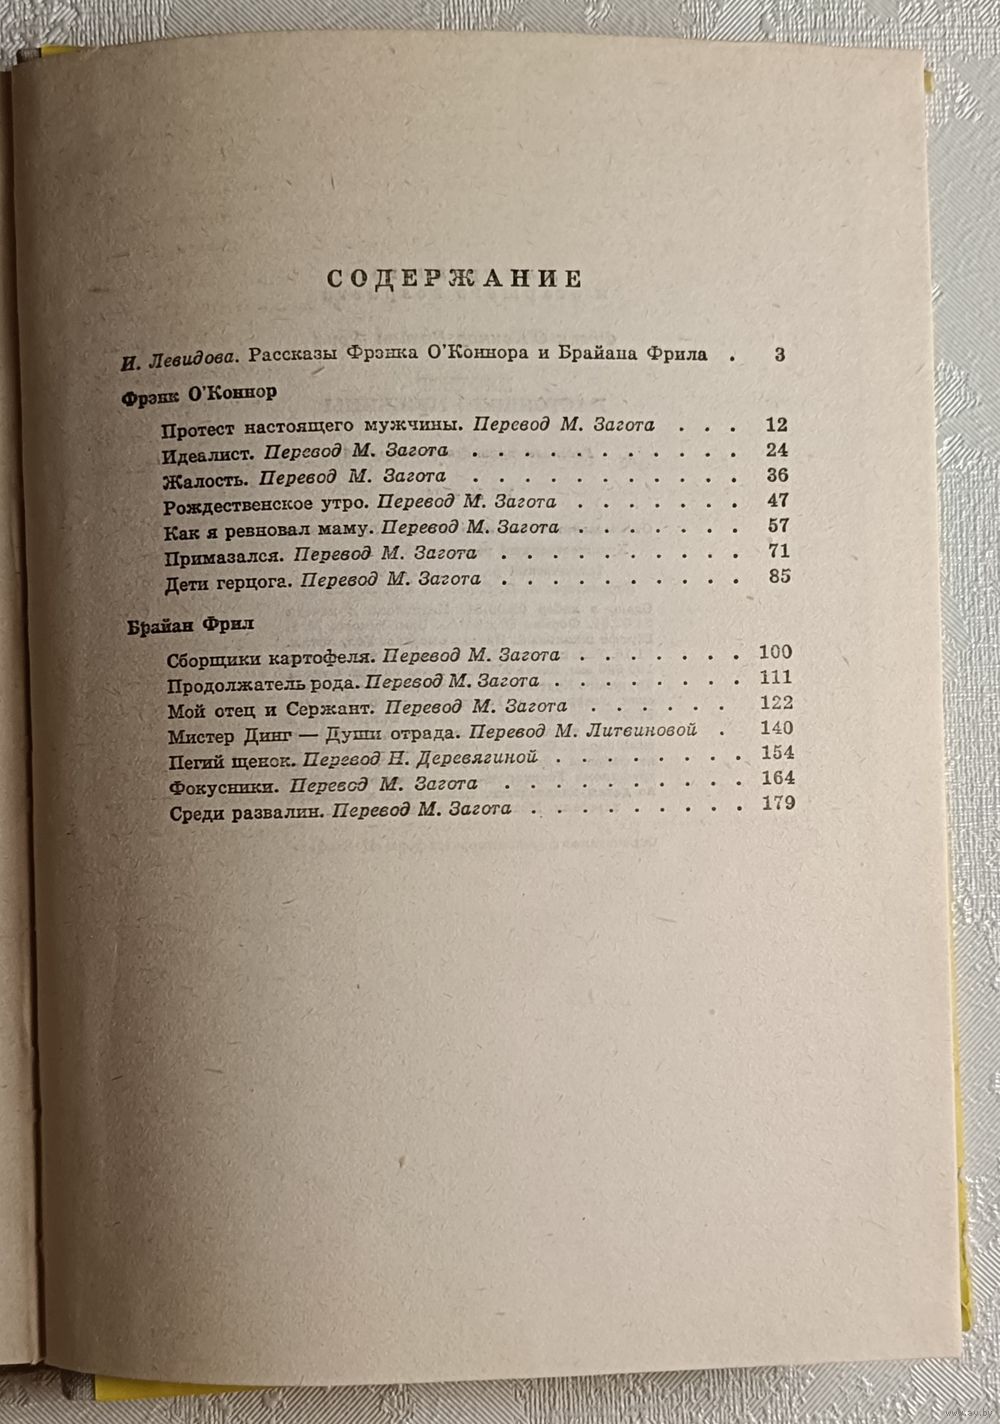 СОДЕРЖАНИЕ
И. Левидова. Рассказы Фрэнка О'Коннора и Брайана Фрила . 3
Фрэнк О'Коннор
Протест настоящего мужчины. Перевод М. Загота . . . 12
Идеалист. Перевод М. Загота . . . . . . . . . . . 24
Жалость. Перевод М. Загота . . . . . . . . . . . 36
Рождественское утро. Перевод М. Загота . . . . . . . 47
Как я ревновал маму. Перевод М. Загота . . . . . . . 57
Примазался. Перевод М. Загота . . . . . . . . . . 71
Дети герцога. Перевод М. Загота . . . . . . . . . . 85
Брайан Фрил
Сборщики картофеля. Перевод М. Загота . . . . . . . 100
Продолжатель рода. Перевод М. Загота . . . . . . . . 111
Мой отец и Сержант. Перевод М. Загота . . . . . . 122
Мистер Динг — Души отрада. Перевод М. Литвиновой . 140
Пегий щенок. Перевод Н. Деревягиной . . . . . . . . 154
Фокусники. Перевод М. Загота . . . . . . . . . . 164
Среди развалин. Перевод М. Загота . . . . . . . . . 179
www.ay.by